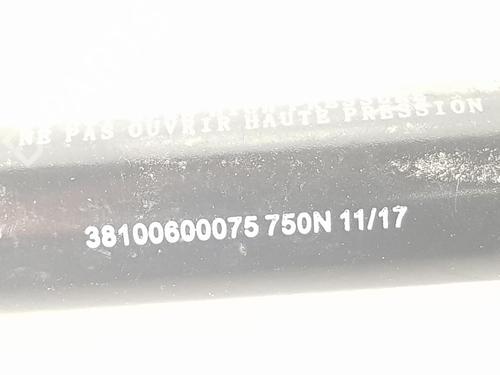 NE PAS OUVRIR HAUTE PRESSION
38100600075 750N 11/17